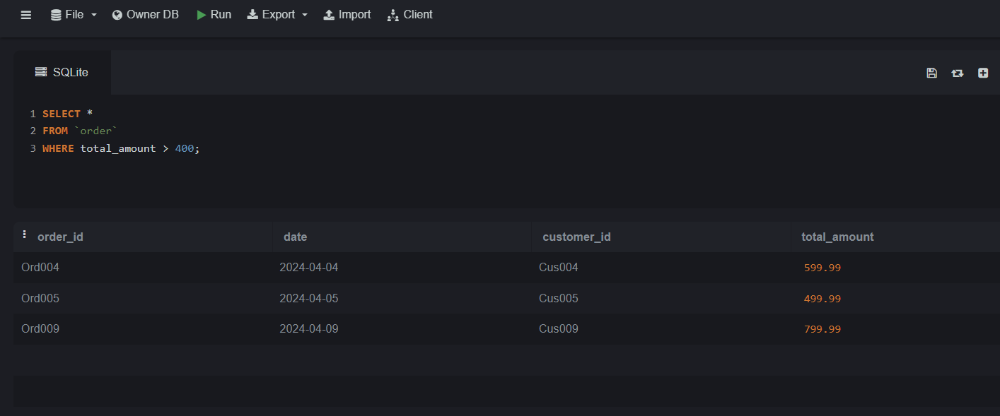 File Owner DB Run Export Import Client
SQLite
1 SELECT *
2 FROM `order`
3 WHERE total_amount > 400;
order_id date customer_id total_amount
Ord004 2024-04-04 Cus004 599.99
Ord005 2024-04-05 Cus005 499.99
Ord009 2024-04-09 Cus009 799.99